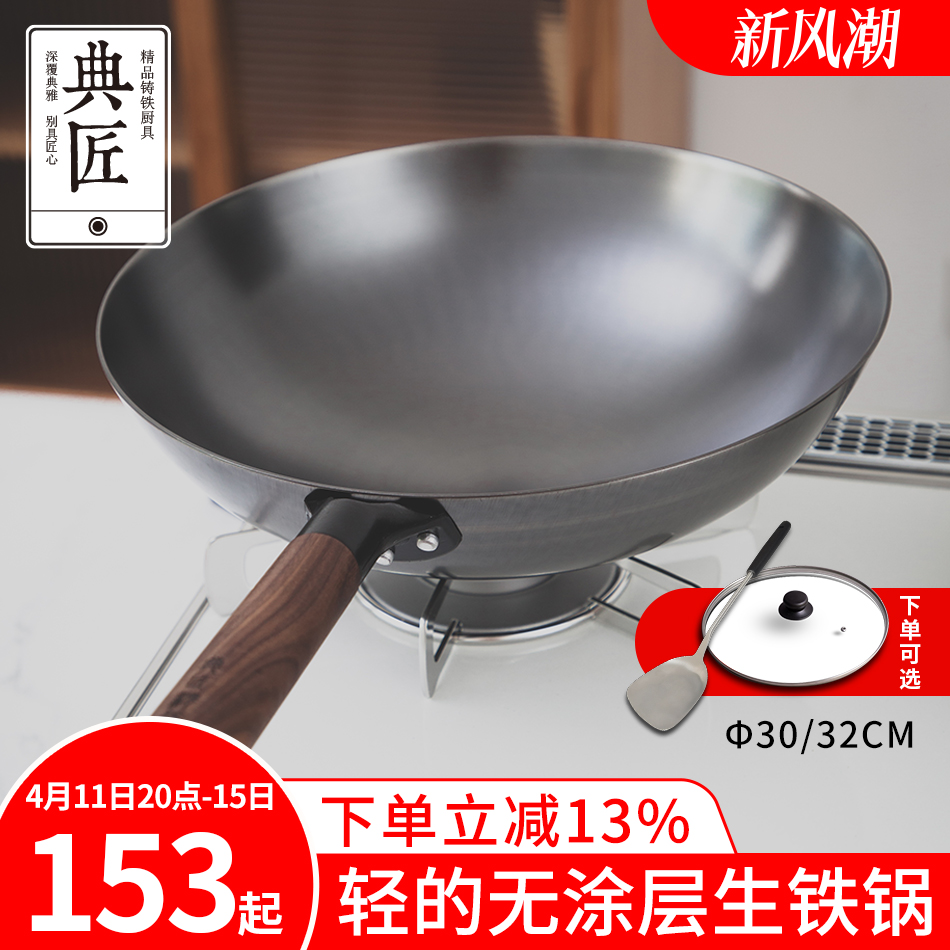 新风潮
典匠
精品铸铁厨具
深覆典雅 别具匠心
下单可选
Φ30/32CM
4月11日20点-15日
153起
下单立减13%
轻的无涂层生铁锅